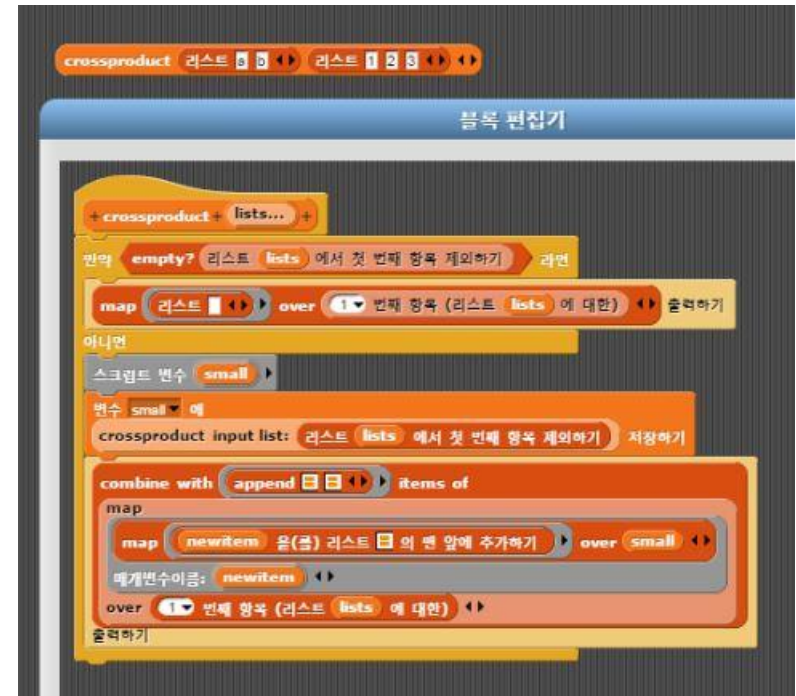 crossproduct 리스트 a b 리스트 1 2 3
블록 편집기
+ crossproduct + lists... +
만약 empty? 리스트 lists 에서 첫 번째 항목 제외하기 라면
map 리스트 over 1 번째 항목 (리스트 lists 에 대한) 출력하기
아니면
스크립트 변수 small
변수 small 에
crossproduct input list: 리스트 lists 에서 첫 번째 항목 제외하기 저장하기
combine with append items of
map
map newitem 을(를) 리스트 의 맨 앞에 추가하기 over small
매개변수이름: newitem
over 1 번째 항목 (리스트 lists 에 대한)
출력하기